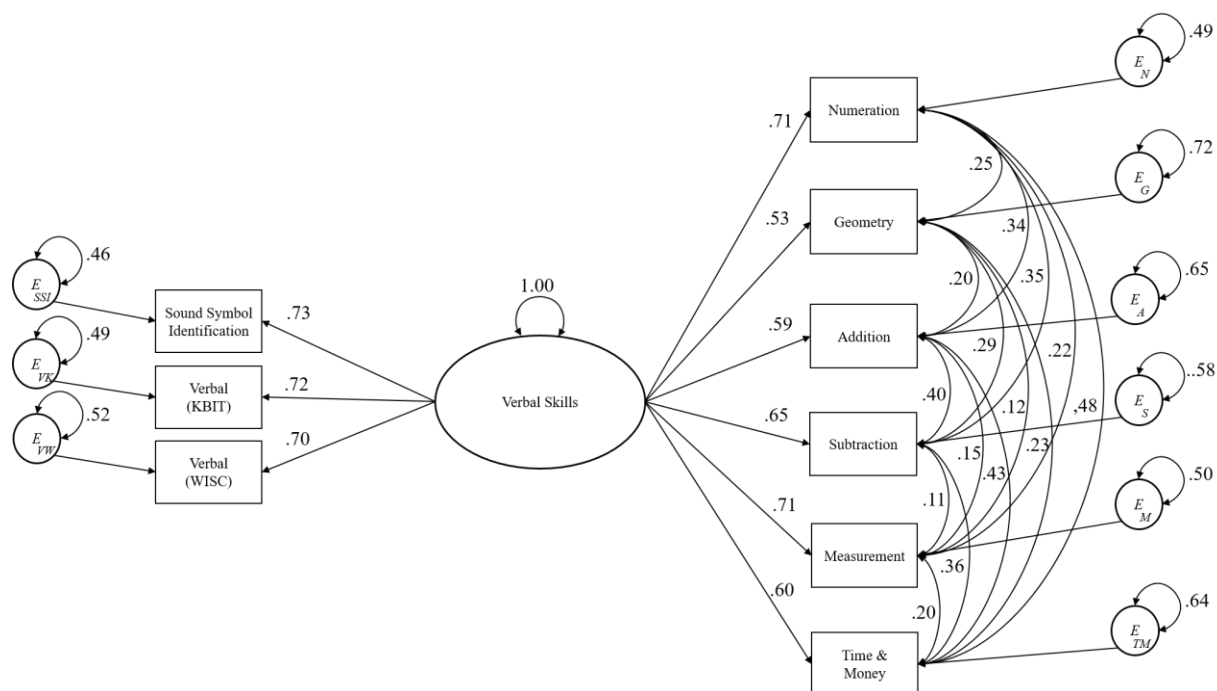 .46
E
SSI
Sound Symbol
Identification
.73
.49
E
VK
Verbal
(KBIT)
.72
.52
E
VW
Verbal
(WISC)
.70
1.00
Verbal Skills
.71
.53
.59
.65
.71
.60
Numeration
Geometry
Addition
Subtraction
Measurement
Time &
Money
.25
.34
.20
.35
.29
.22
.40
.12
,48
.15
.23
.43
.11
.36
.20
.49
E
N
.72
E
G
.65
E
A
..58
E
S
.50
E
M
.64
E
TM